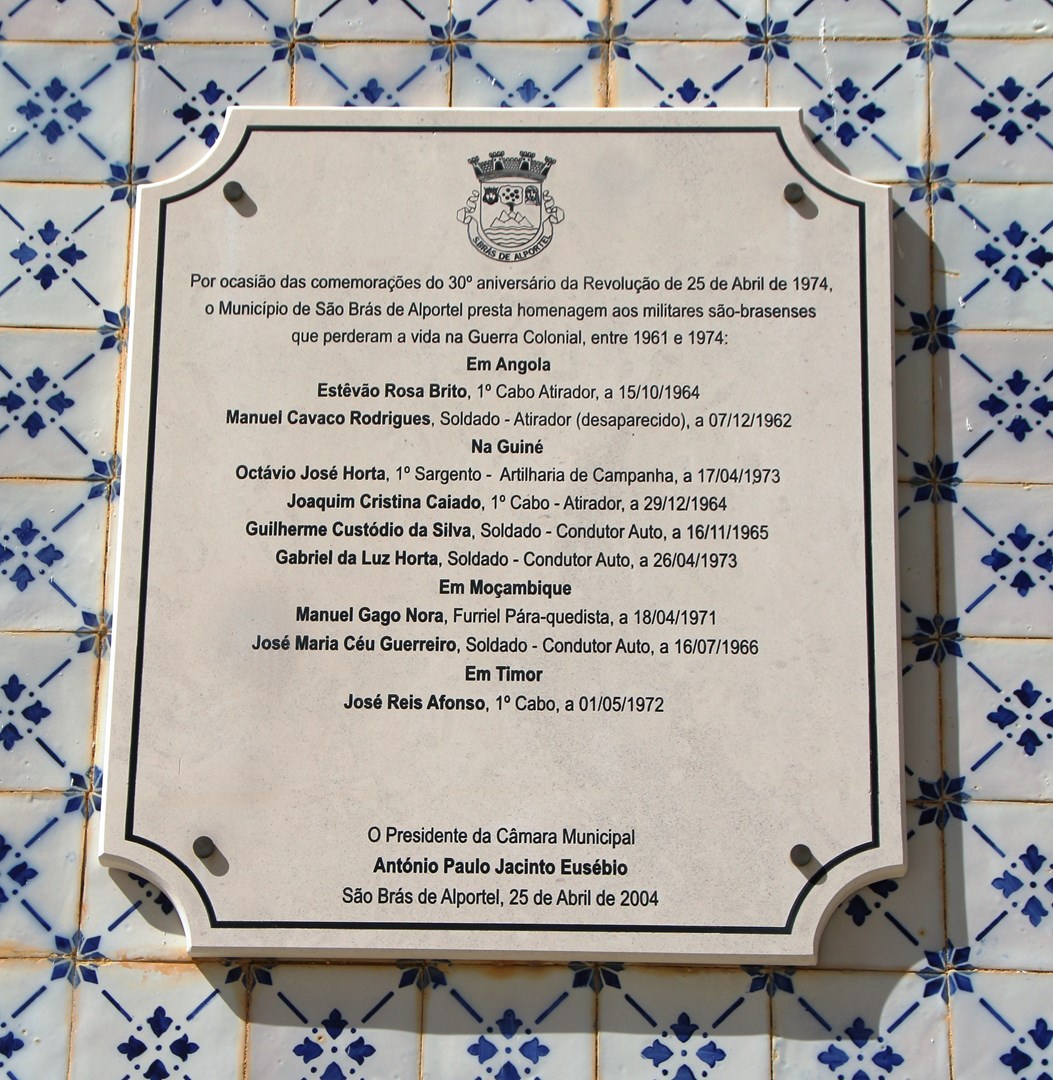 S. BRÁS DE ALPORTEL
Por ocasião das comemorações do 30º aniversário da Revolução de 25 de Abril de 1974,
o Município de São Brás de Alportel presta homenagem aos militares são-brasenses
que perderam a vida na Guerra Colonial, entre 1961 e 1974:
Em Angola
Estêvão Rosa Brito, 1º Cabo Atirador, a 15/10/1964
Manuel Cavaco Rodrigues, Soldado - Atirador (desaparecido), a 07/12/1962
Na Guiné
Octávio José Horta, 1º Sargento - Artilharia de Campanha, a 17/04/1973
Joaquim Cristina Caiado, 1º Cabo - Atirador, a 29/12/1964
Guilherme Custódio da Silva, Soldado - Condutor Auto, a 16/11/1965
Gabriel da Luz Horta, Soldado - Condutor Auto, a 26/04/1973
Em Moçambique
Manuel Gago Nora, Furriel Pára-quedista, a 18/04/1971
José Maria Céu Guerreiro, Soldado - Condutor Auto, a 16/07/1966
Em Timor
José Reis Afonso, 1º Cabo, a 01/05/1972
O Presidente da Câmara Municipal
António Paulo Jacinto Eusébio
São Brás de Alportel, 25 de Abril de 2004